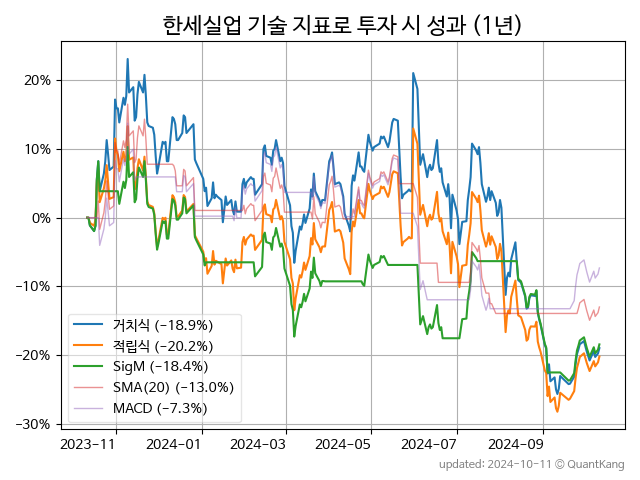 한세실업 기술 지표로 투자 시 성과 (1년)
20%
10%
0%
−10%
−20%
−30%
거치식 (−18.9%)
적립식 (−20.2%)
SigM (−18.4%)
SMA(20) (−13.0%)
MACD (−7.3%)
2023-11
2024-01
2024-03
2024-05
2024-07
2024-09
updated: 2024-10-11 © QuantKang